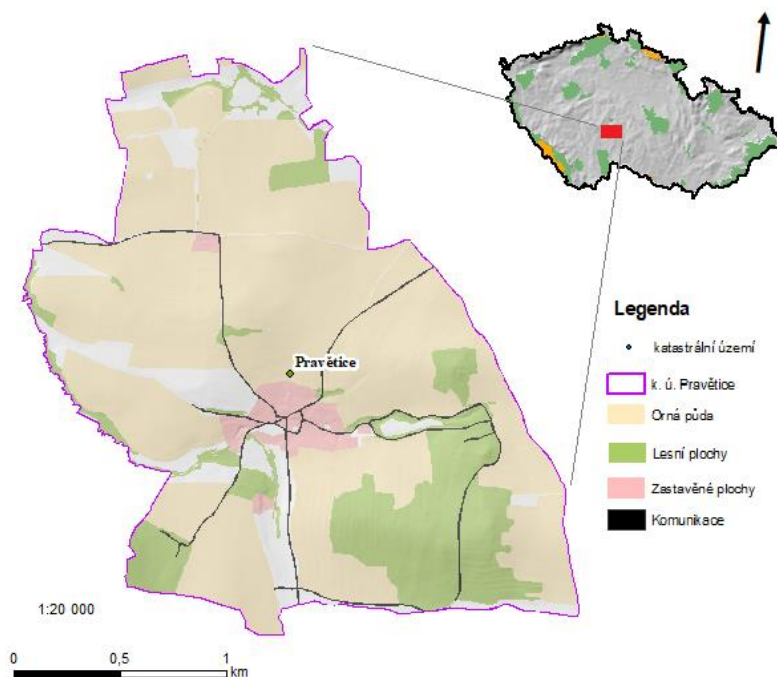 Pravětice
Legenda
katastrální území
k. ú. Pravětice
Orná půda
Lesní plochy
Zastavěné plochy
Komunikace
1:20 000
0 0,5 1
km